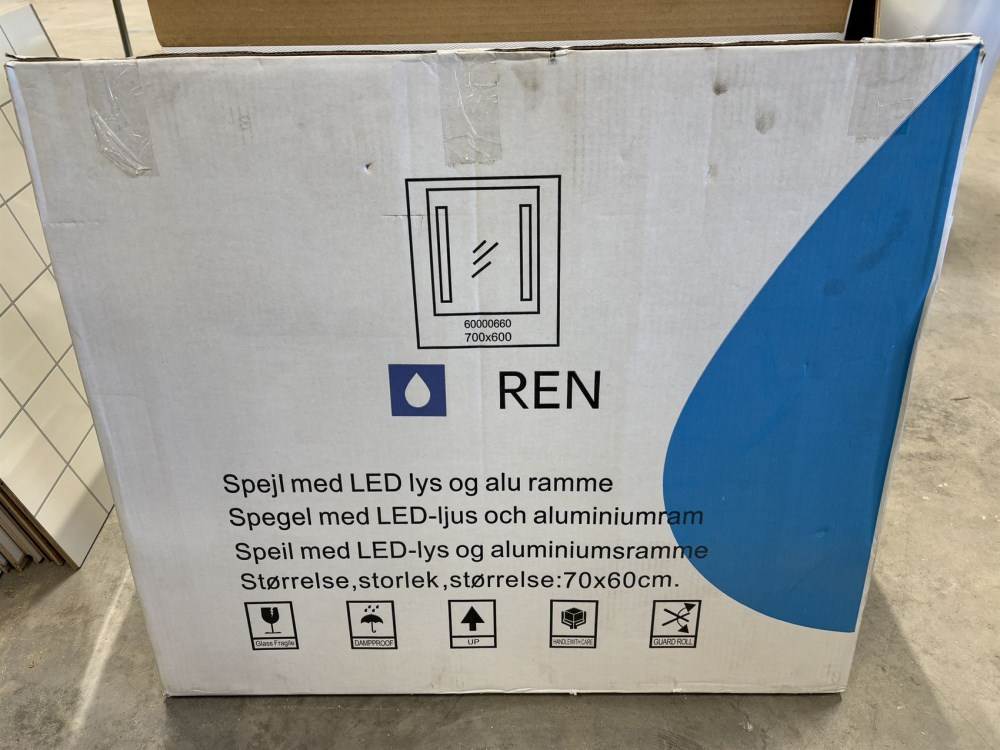 60000660
700x600
REN
Spejl med LED lys og alu ramme
Spegel med LED-ljus och aluminiumram
Speil med LED-lys og aluminiumsramme
Størrelse,storlek,størrelse:70x60cm.
Glass Fragile
DAMPPROOF
UP
HANDLE WITH CARE
GUARD-ROLL